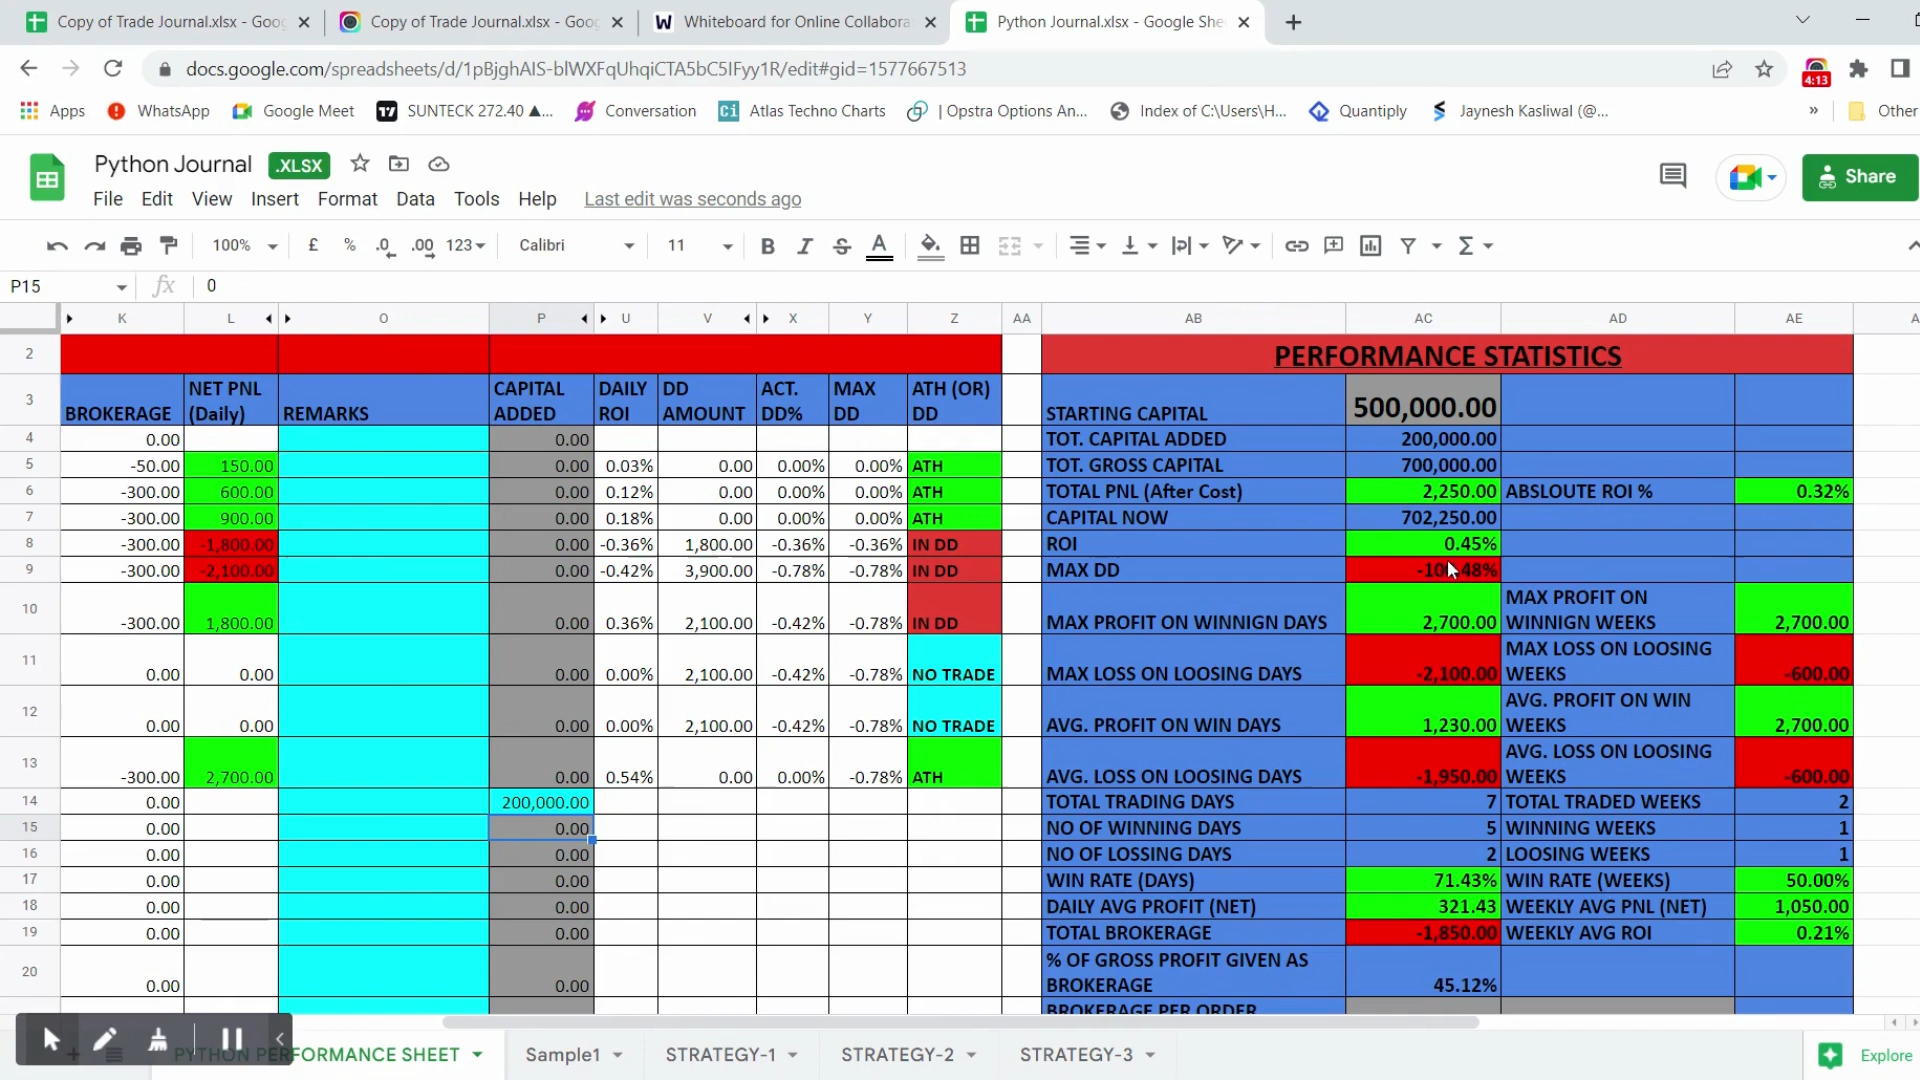 Copy of Trade Journal.xlsx - Goog
Copy of Trade Journal.xlsx - Goog
Whiteboard for Online Collabora
Python Journal.xlsx - Google She
docs.google.com/spreadsheets/d/1pBjghAIS-blWXFqUhqiCTA5bC5IFyy1R/edit#gid=1577667513
4:13
Apps WhatsApp Google Meet SUNTECK 272.40 ▲... Conversation Atlas Techno Charts | Opstra Options An... Index of C:\Users\H... Quantiply Jaynesh Kasliwal (@... » Other
Python Journal .XLSX
Share
File Edit View Insert Format Data Tools Help Last edit was seconds ago
100% £ % .0 .00 123 Calibri 11 B I S A Σ
P15 fx 0
K L O P U V X Y Z AA AB AC AD AE A
2 PERFORMANCE STATISTICS
3 BROKERAGE NET PNL (Daily) REMARKS CAPITAL ADDED DAILY ROI DD AMOUNT ACT. DD% MAX DD ATH (OR) DD STARTING CAPITAL 500,000.00
4 0.00 0.00 TOT. CAPITAL ADDED 200,000.00
5 -50.00 150.00 0.00 0.03% 0.00 0.00% 0.00% ATH TOT. GROSS CAPITAL 700,000.00
6 -300.00 600.00 0.00 0.12% 0.00 0.00% 0.00% ATH TOTAL PNL (After Cost) 2,250.00 ABSLOUTE ROI % 0.32%
7 -300.00 900.00 0.00 0.18% 0.00 0.00% 0.00% ATH CAPITAL NOW 702,250.00
8 -300.00 -1,800.00 0.00 -0.36% 1,800.00 -0.36% -0.36% IN DD ROI 0.45%
9 -300.00 -2,100.00 0.00 -0.42% 3,900.00 -0.78% -0.78% IN DD MAX DD
10 -300.00 1,800.00 0.00 0.36% 2,100.00 -0.42% -0.78% IN DD MAX PROFIT ON WINNIGN DAYS 2,700.00 MAX PROFIT ON WINNIGN WEEKS 2,700.00
11 0.00 0.00 0.00 0.00% 2,100.00 -0.42% -0.78% NO TRADE MAX LOSS ON LOOSING DAYS -2,100.00 MAX LOSS ON LOOSING WEEKS -600.00
12 0.00 0.00 0.00 0.00% 2,100.00 -0.42% -0.78% NO TRADE AVG. PROFIT ON WIN DAYS 1,230.00 AVG. PROFIT ON WIN WEEKS 2,700.00
13 -300.00 2,700.00 0.00 0.54% 0.00 0.00% -0.78% ATH AVG. LOSS ON LOOSING DAYS -1,950.00 AVG. LOSS ON LOOSING WEEKS -600.00
14 0.00 200,000.00 TOTAL TRADING DAYS 7 TOTAL TRADED WEEKS 2
15 0.00 0.00 NO OF WINNING DAYS 5 WINNING WEEKS 1
16 0.00 0.00 NO OF LOSSING DAYS 2 LOOSING WEEKS 1
17 0.00 0.00 WIN RATE (DAYS) 71.43% WIN RATE (WEEKS) 50.00%
18 0.00 0.00 DAILY AVG PROFIT (NET) 321.43 WEEKLY AVG PNL (NET) 1,050.00
19 0.00 0.00 TOTAL BROKERAGE -1,850.00 WEEKLY AVG ROI 0.21%
20 0.00 0.00 % OF GROSS PROFIT GIVEN AS BROKERAGE 45.12%
BROKERAGE PER ORDER
PYTHON PERFORMANCE SHEET Sample1 STRATEGY-1 STRATEGY-2 STRATEGY-3 Explore